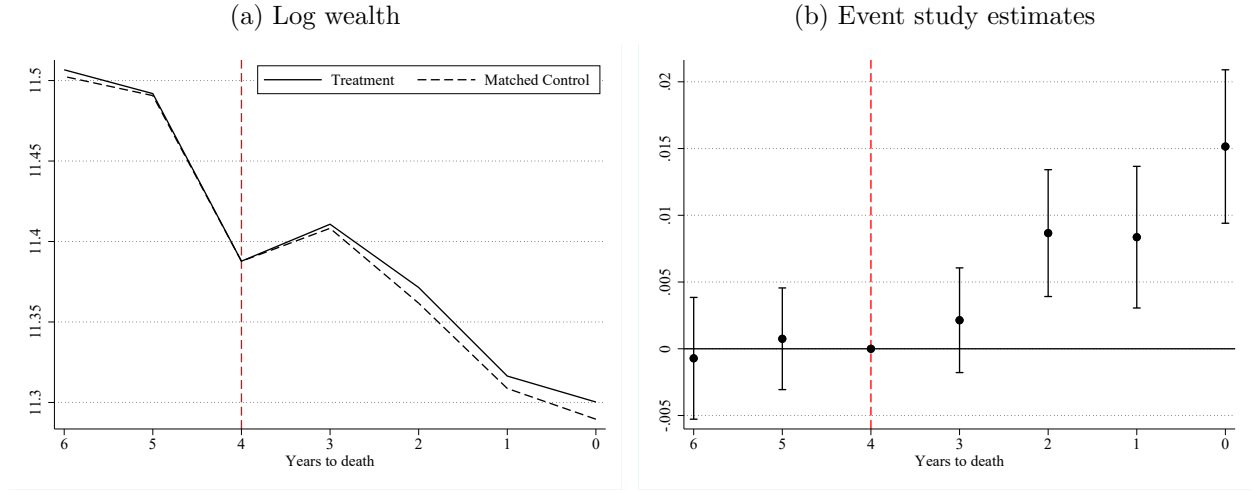 (a) Log wealth
11.5
11.45
11.4
11.35
11.3
Treatment
Matched Control
6 5 4 3 2 1 0
Years to death
(b) Event study estimates
.02
.015
.01
.005
0
-.005
6 5 4 3 2 1 0
Years to death